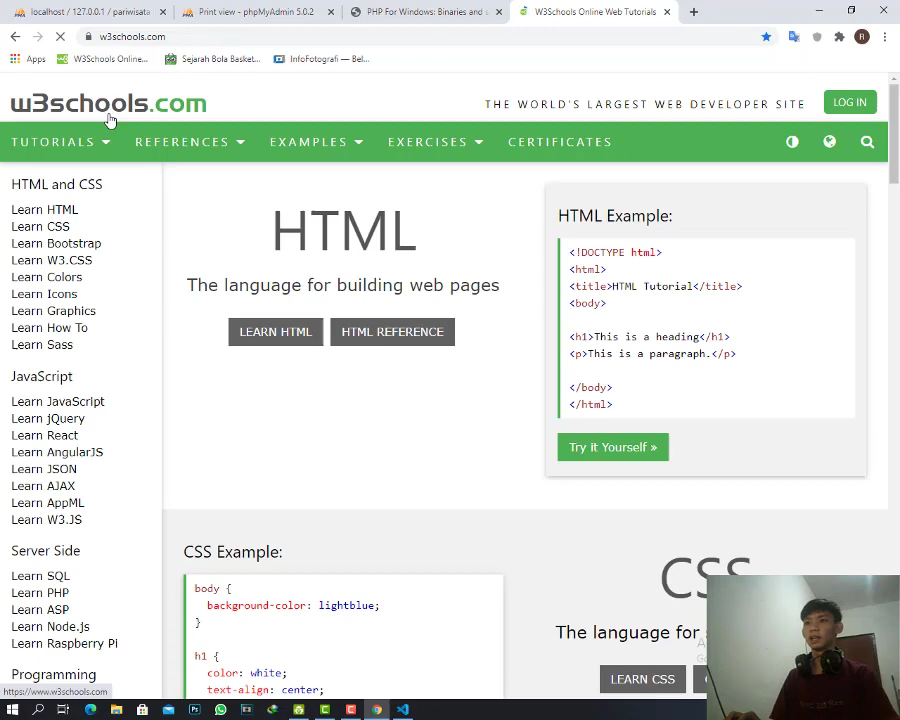 localhost / 127.0.0.1 / pariwisata
Print view - phpMyAdmin 5.0.2
PHP For Windows: Binaries and s
W3Schools Online Web Tutorials
w3schools.com
R
Apps
W3Schools Online...
Sejarah Bola Basket...
InfoFotografi — Bel...
w3schools.com
THE WORLD'S LARGEST WEB DEVELOPER SITE
LOG IN
TUTORIALS
REFERENCES
EXAMPLES
EXERCISES
CERTIFICATES
HTML and CSS
Learn HTML
Learn CSS
Learn Bootstrap
Learn W3.CSS
Learn Colors
Learn Icons
Learn Graphics
Learn How To
Learn Sass
JavaScript
Learn JavaScript
Learn jQuery
Learn React
Learn AngularJS
Learn JSON
Learn AJAX
Learn AppML
Learn W3.JS
Server Side
Learn SQL
Learn PHP
Learn ASP
Learn Node.js
Learn Raspberry Pi
Programming
https://www.w3schools.com
HTML
The language for building web pages
LEARN HTML
HTML REFERENCE
HTML Example:
<!DOCTYPE html>
<html>
<title>HTML Tutorial</title>
<body>
<h1>This is a heading</h1>
<p>This is a paragraph.</p>
</body>
</html>
Try it Yourself »
CSS Example:
body {
background-color: lightblue;
}
h1 {
color: white;
text-align: center;
CSS
The language for
LEARN CSS